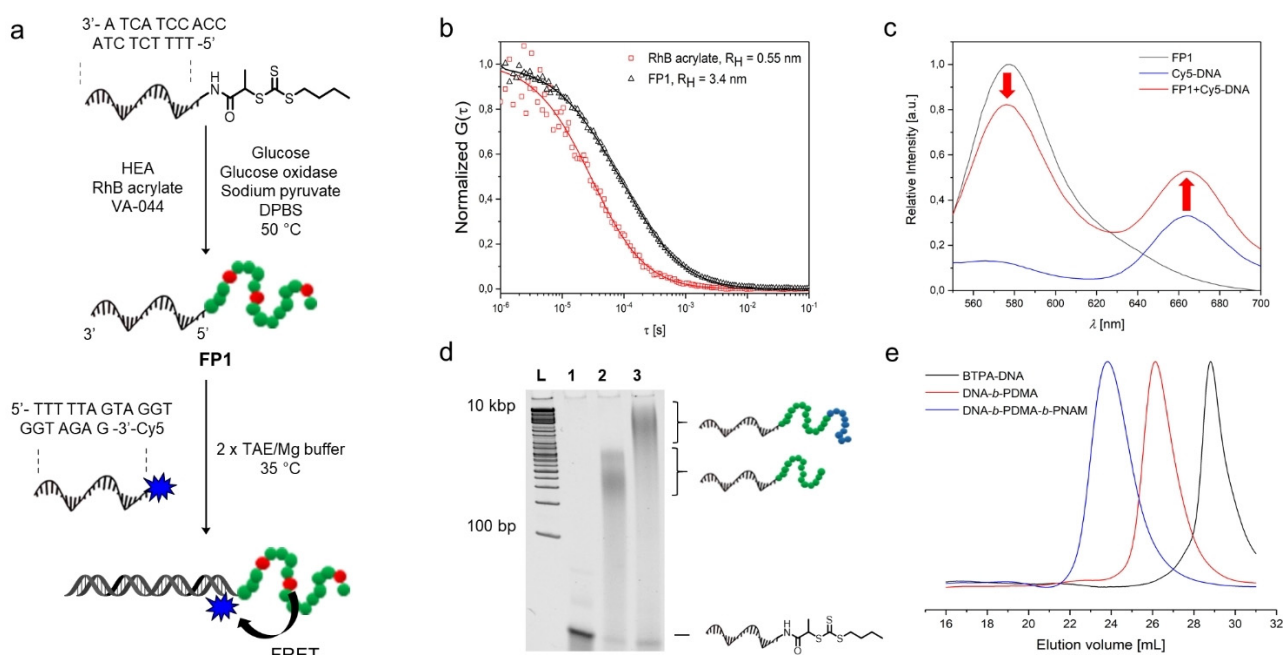 a
3'- A TCA TCC ACC
ATC TCT TTT -5'
NH
O
S
S
S
HEA
RhB acrylate
VA-044
Glucose
Glucose oxidase
Sodium pyruvate
DPBS
50 °C
3'
5'
FP1
5'- TTT TTA GTA GGT
GGT AGA G -3'-Cy5
2 x TAE/Mg buffer
35 °C
FRET
b
RhB acrylate, R_H = 0.55 nm
FP1, R_H = 3.4 nm
Normalized G(τ)
1,0
0,8
0,6
0,4
0,2
0,0
10⁻⁶ 10⁻⁵ 10⁻⁴ 10⁻³ 10⁻² 10⁻¹
τ [s]
c
FP1
Cy5-DNA
FP1+Cy5-DNA
Relative Intensity [a.u.]
1,0
0,8
0,6
0,4
0,2
0,0
560 580 600 620 640 660 680 700
λ [nm]
d
L 1 2 3
10 kbp
100 bp
H
N
O
S
S
S
e
BTPA-DNA
DNA-b-PDMA
DNA-b-PDMA-b-PNAM
16 18 20 22 24 26 28 30 32
Elution volume [mL]